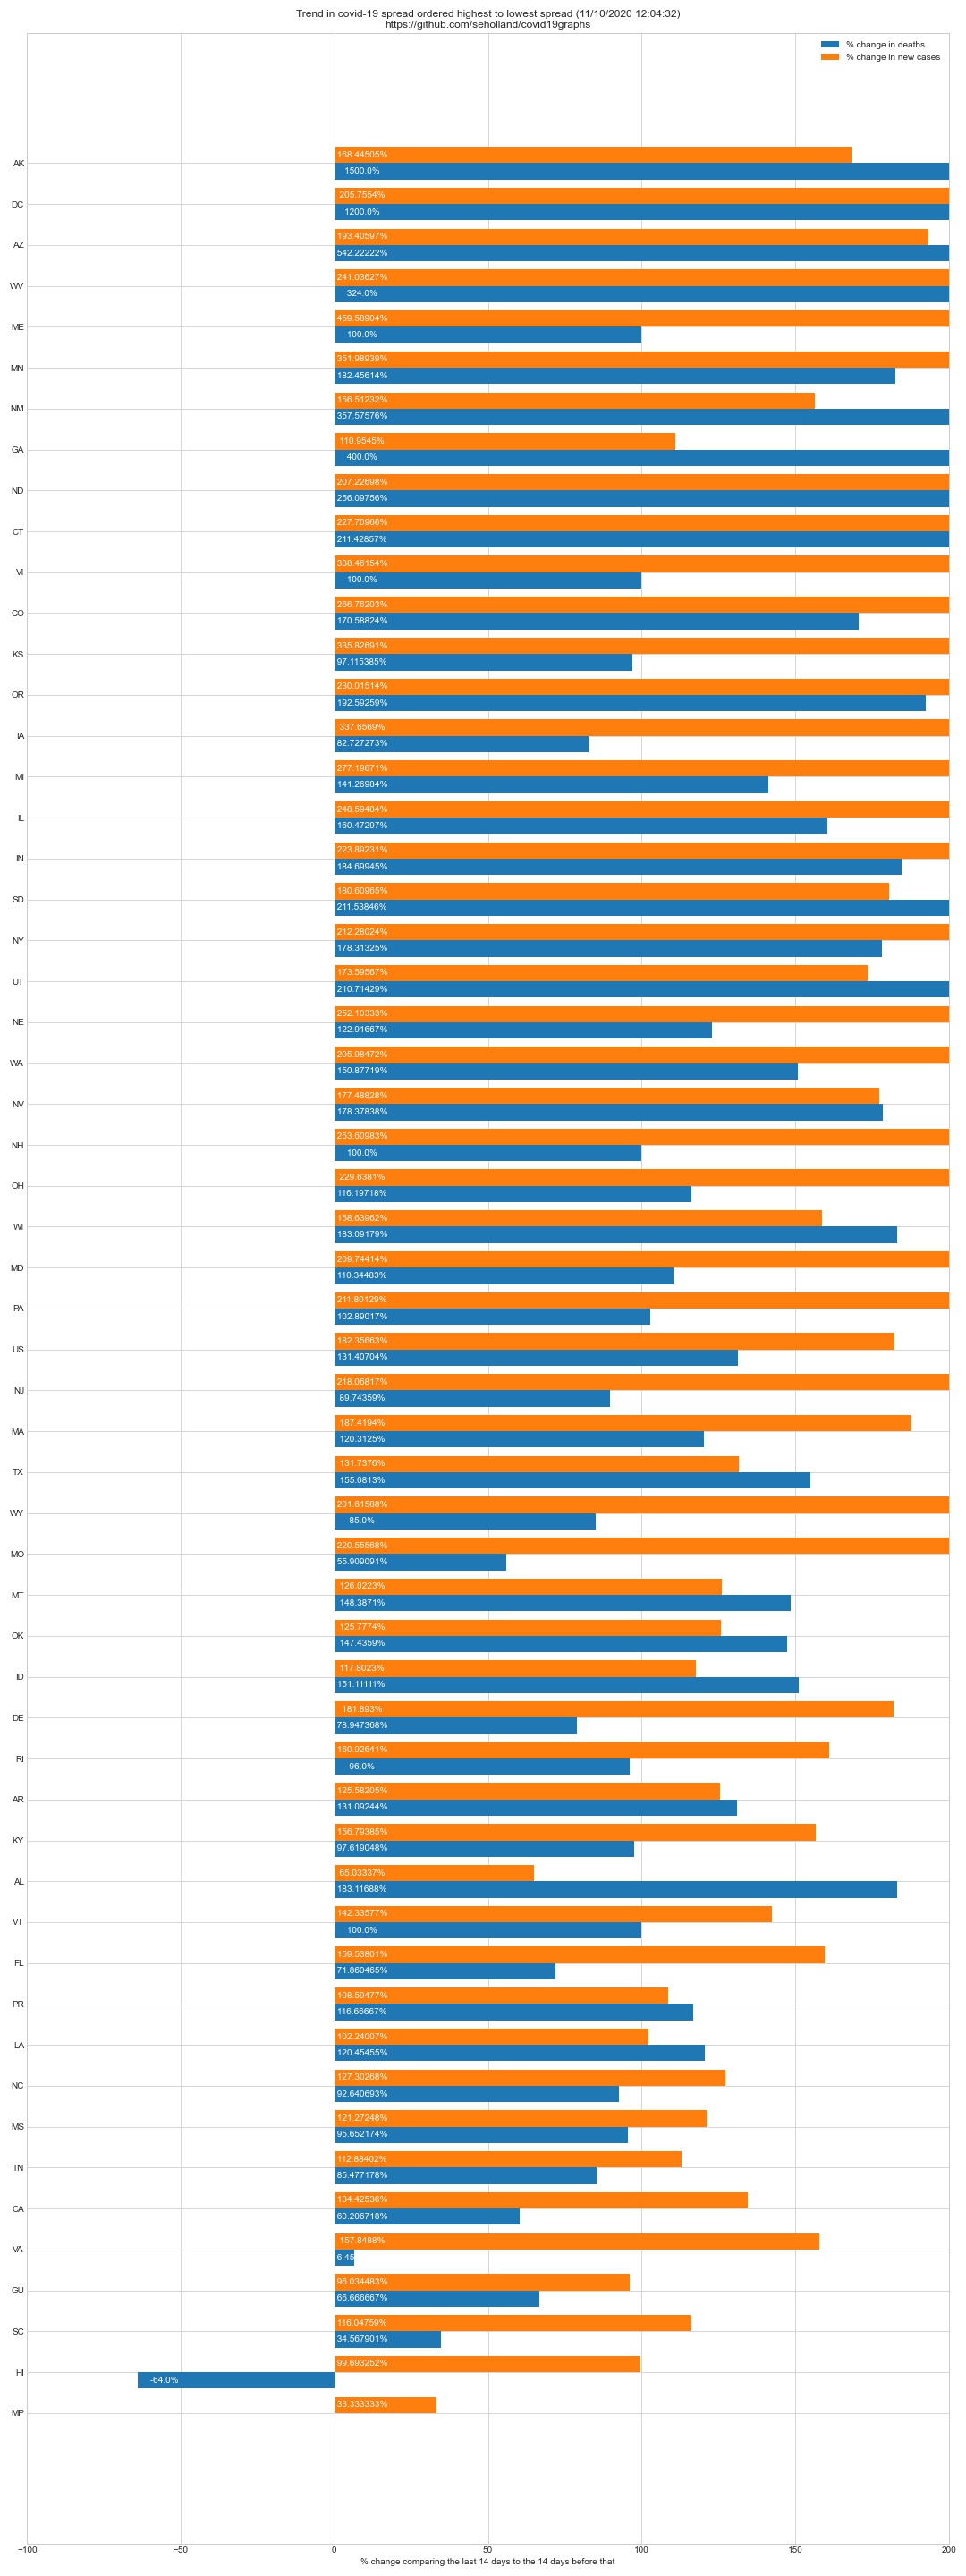 Trend in covid-19 spread ordered highest to lowest spread (11/10/2020 12:04:32)
https://github.com/seholland/covid19graphs
% change in deaths
% change in new cases
168.44505%
AK
1500.0%
205.7554%
DC
1200.0%
193.40597%
AZ
542.22222%
241.03627%
WV
324.0%
459.58904%
ME
100.0%
351.98939%
MN
182.45614%
156.51232%
NM
357.57576%
110.9545%
GA
400.0%
207.22698%
ND
256.09756%
227.70966%
CT
211.42857%
338.46154%
VI
100.0%
266.76203%
CO
170.58824%
335.82691%
KS
97.115385%
230.01514%
OR
192.59259%
337.6569%
IA
82.727273%
277.19671%
MI
141.26984%
248.59484%
IL
160.47297%
223.89231%
IN
184.69945%
180.60965%
SD
211.53846%
212.28024%
NY
178.31325%
173.59567%
UT
210.71429%
252.10333%
NE
122.91667%
205.98472%
WA
150.87719%
177.48828%
NV
178.37838%
253.60983%
NH
100.0%
229.6381%
OH
116.19718%
158.63962%
WI
183.09179%
209.74414%
MD
110.34483%
211.80129%
PA
102.89017%
182.35663%
US
131.40704%
218.06817%
NJ
89.74359%
187.4194%
MA
120.3125%
131.7376%
TX
155.0813%
201.61588%
WY
85.0%
220.55568%
MO
55.909091%
126.0223%
MT
148.3871%
125.7774%
OK
147.4359%
117.8023%
ID
151.11111%
181.893%
DE
78.947368%
160.92641%
RI
96.0%
125.58205%
AR
131.09244%
156.79385%
KY
97.619048%
65.03337%
AL
183.11688%
142.33577%
VT
100.0%
159.53801%
FL
71.860465%
108.59477%
PR
116.66667%
102.24007%
LA
120.45455%
127.30268%
NC
92.640693%
121.27248%
MS
95.652174%
112.88402%
TN
85.477178%
134.42536%
CA
60.206718%
157.8488%
VA
6.45
96.034483%
GU
66.666667%
116.04759%
SC
34.567901%
99.693252%
HI
-64.0%
33.333333%
MP
−100 −50 0 50 100 150 200
% change comparing the last 14 days to the 14 days before that